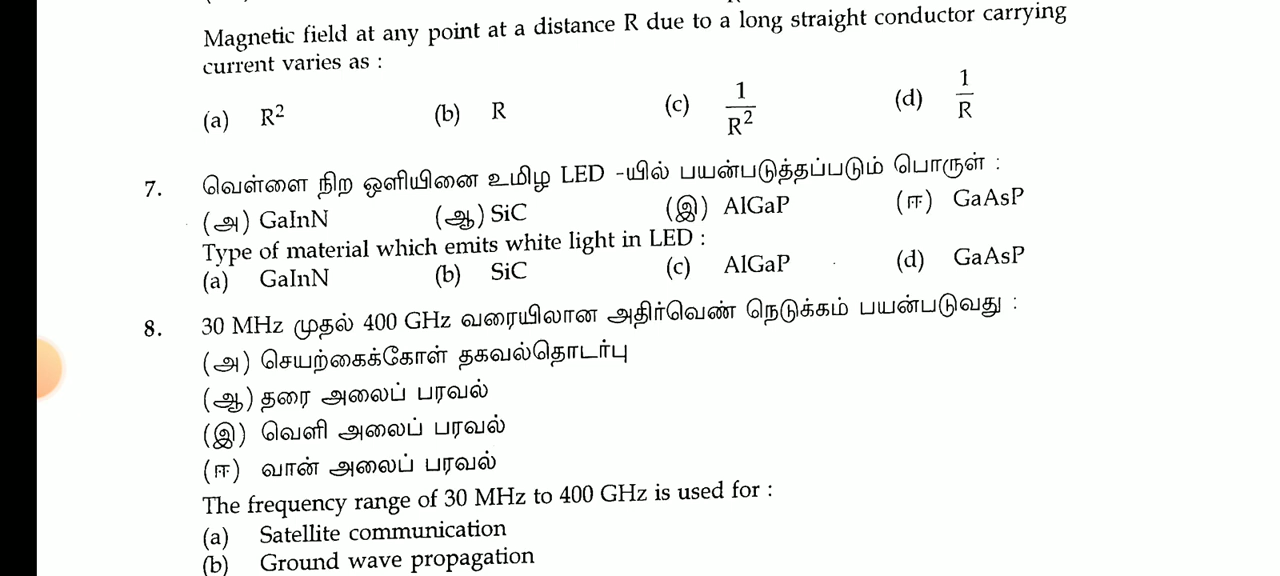 Magnetic field at any point at a distance R due to a long straight conductor carrying
current varies as :
(a) R² (b) R (c) 1/R² (d) 1/R
7. வெள்ளை நிற ஒளியினை உமிழ LED -யில் பயன்படுத்தப்படும் பொருள் :
(அ) GaInN (ஆ) SiC (இ) AlGaP (ஈ) GaAsP
Type of material which emits white light in LED :
(a) GaInN (b) SiC (c) AlGaP (d) GaAsP
8. 30 MHz முதல் 400 GHz வரையிலான அதிர்வெண் நெடுக்கம் பயன்படுவது :
(அ) செயற்கைக்கோள் தகவல்தொடர்பு
(ஆ) தரை அலைப் பரவல்
(இ) வெளி அலைப் பரவல்
(ஈ) வான் அலைப் பரவல்
The frequency range of 30 MHz to 400 GHz is used for :
(a) Satellite communication
(b) Ground wave propagation